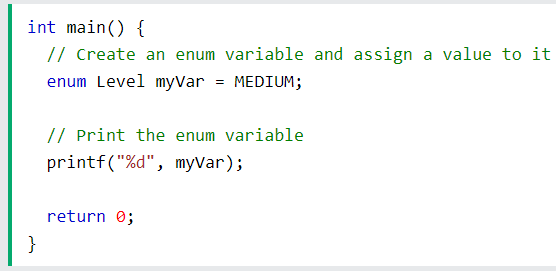 int main() {
  // Create an enum variable and assign a value to it
  enum Level myVar = MEDIUM;

  // Print the enum variable
  printf("%d", myVar);

  return 0;
}